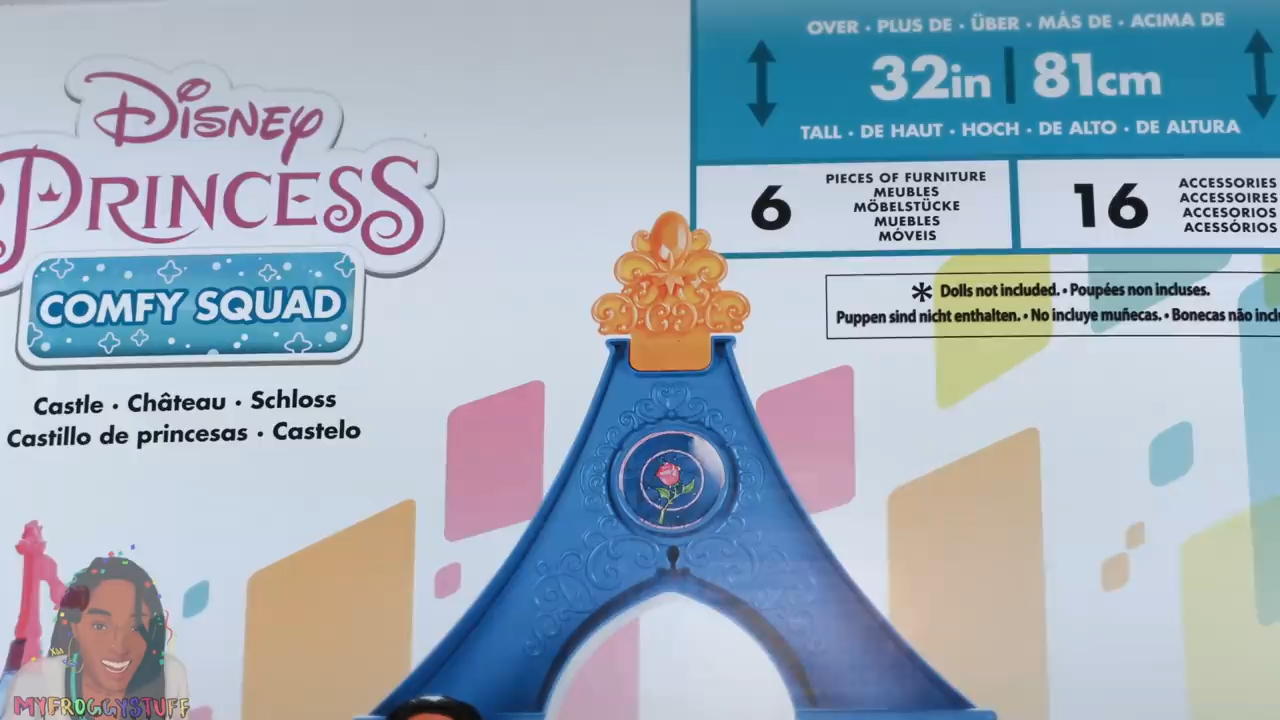 DISNEY
PRINCESS
COMFY SQUAD
Castle • Château • Schloss
Castillo de princesas • Castelo
OVER • PLUS DE • ÜBER • MÁS DE • ACIMA DE
32in | 81cm
TALL • DE HAUT • HOCH • DE ALTO • DE ALTURA
6
PIECES OF FURNITURE
MEUBLES
MÖBELSTÜCKE
MUEBLES
MÓVEIS
16
ACCESSORIES
ACCESSOIRES
ACCESORIOS
ACESSÓRIOS
* Dolls not included. • Poupées non incluses.
Puppen sind nicht enthalten. • No incluye muñecas. • Bonecas não
MYFROGGYSTUFF